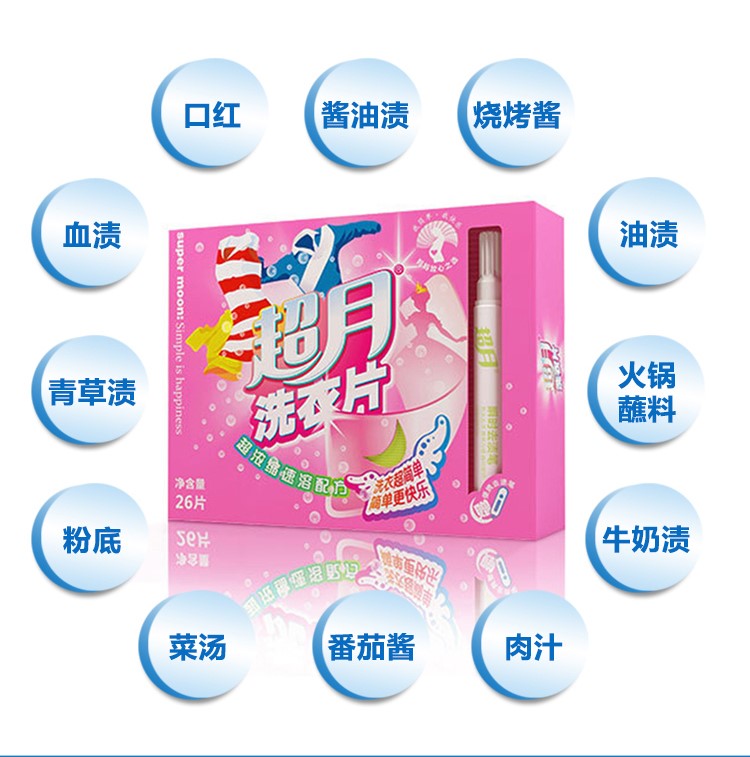 口红
酱油渍
烧烤酱
血渍
油渍
青草渍
火锅
蘸料
粉底
牛奶渍
菜汤
番茄酱
肉汁
super moon: Simple is happiness
超月
®
洗衣片
超浓缩速溶配方
洗衣超简单
简单更快乐
净含量
26片
超月